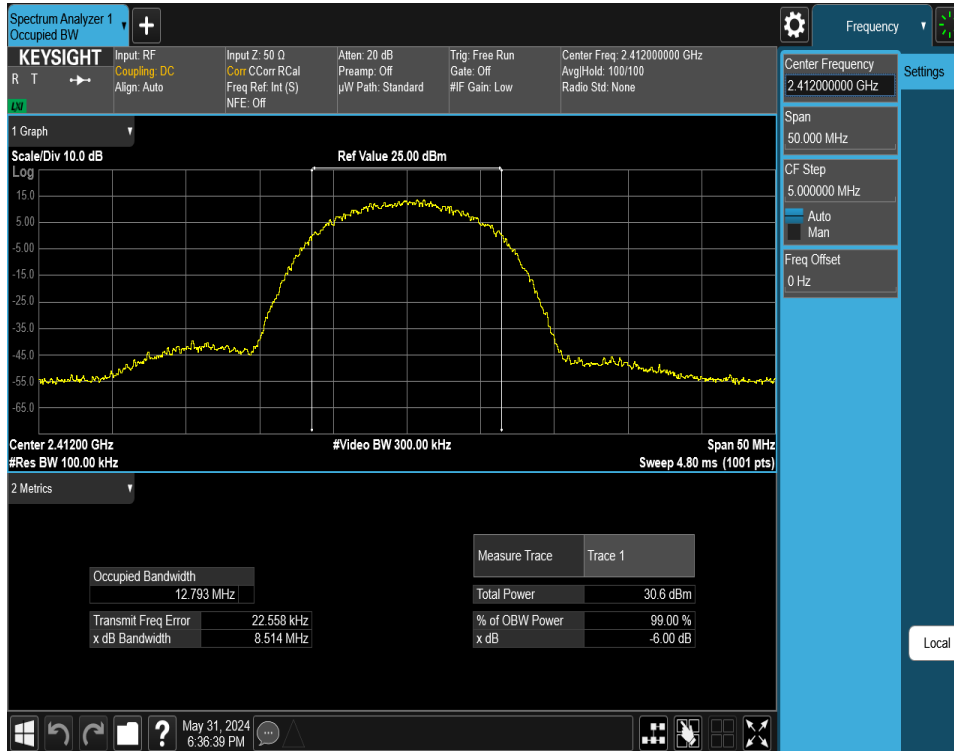 Spectrum Analyzer 1
Occupied BW
+
Frequency
KEYSIGHT
R T
LXI
Input: RF
Coupling: DC
Align: Auto
Input Z: 50 Ω
Corr CCorr RCal
Freq Ref: Int (S)
NFE: Off
Atten: 20 dB
Preamp: Off
µW Path: Standard
Trig: Free Run
Gate: Off
#IF Gain: Low
Center Freq: 2.412000000 GHz
Avg|Hold: 100/100
Radio Std: None
Center Frequency
2.412000000 GHz
Settings
Span
50.000 MHz
CF Step
5.000000 MHz
Auto
Man
Freq Offset
0 Hz
Local
1 Graph
Scale/Div 10.0 dB
Ref Value 25.00 dBm
Log
15.0
5.00
-5.00
-15.0
-25.0
-35.0
-45.0
-55.0
-65.0
Center 2.41200 GHz
#Video BW 300.00 kHz
Span 50 MHz
#Res BW 100.00 kHz
Sweep 4.80 ms (1001 pts)
2 Metrics
Measure Trace Trace 1
Occupied Bandwidth
12.793 MHz
Total Power 30.6 dBm
Transmit Freq Error 22.558 kHz
% of OBW Power 99.00 %
x dB Bandwidth 8.514 MHz
x dB -6.00 dB
?
May 31, 2024
6:36:39 PM